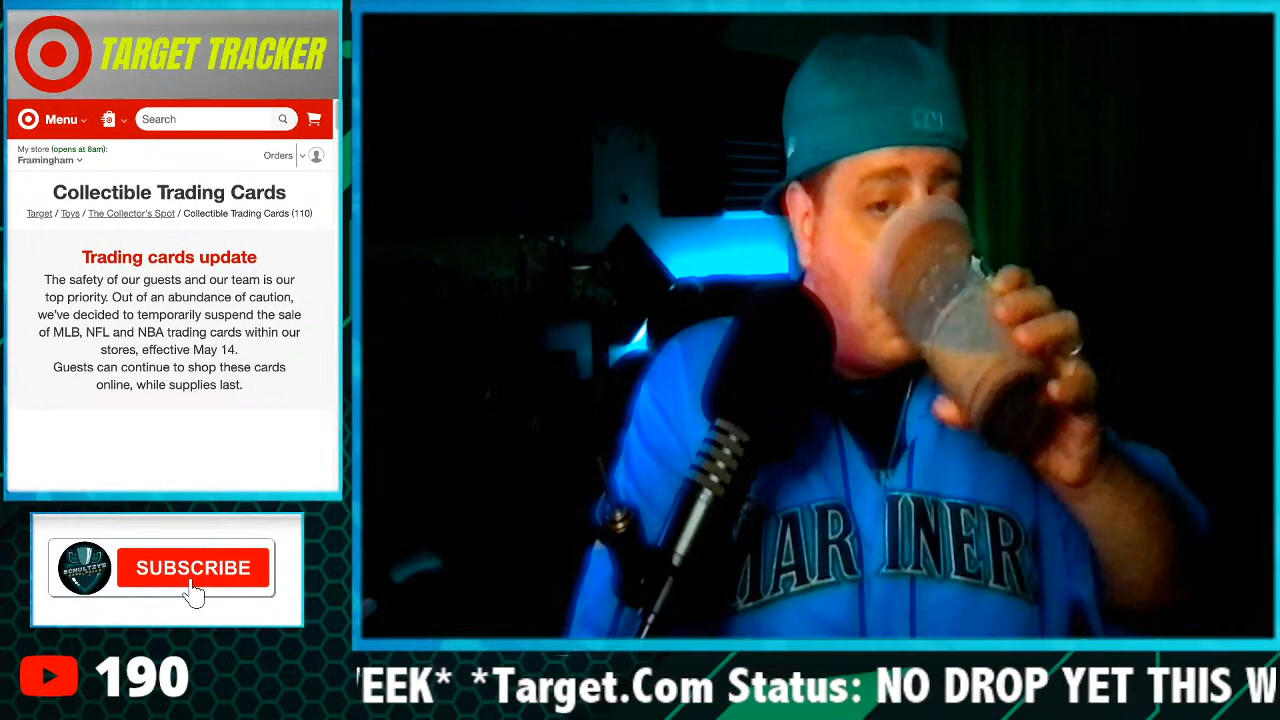 TARGET TRACKER
Menu
Search
My store (opens at 8am):
Framingham
Orders
Collectible Trading Cards
Target / Toys / The Collector's Spot / Collectible Trading Cards (110)
Trading cards update
The safety of our guests and our team is our
top priority. Out of an abundance of caution,
we've decided to temporarily suspend the sale
of MLB, NFL and NBA trading cards within our
stores, effective May 14.
Guests can continue to shop these cards
online, while supplies last.
MARINER
SCHULTZYS
SUBSCRIBE
190
EEK* *Target.Com Status: NO DROP YET THIS W